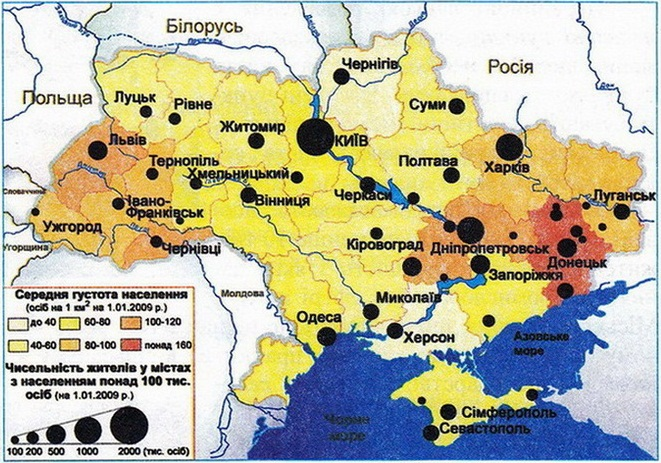 Білорусь
Росія
Польща
Словаччина
Угорщина
Молдова
Чернігів
Луцьк
Рівне
Суми
Житомир
КИЇВ
Львів
Тернопіль
Хмельницький
Полтава
Харків
Черкаси
Вінниця
Луганськ
Івано-
Франківськ
Ужгород
Чернівці
Кіровоград
Дніпропетровськ
Донецьк
Запоріжжя
Миколаїв
Одеса
Херсон
Азовське
море
Сімферополь
Севастополь
Чорне
море
Середня густота населення
(осіб на 1 км² на 1.01.2009 р.)
до 40
60-80
100-120
40-60
80-100
понад 160
Чисельність жителів у містах
з населенням понад 100 тис.
осіб (на 1.01.2009 р.)
100 200 500 1000 2000 (тис. осіб)